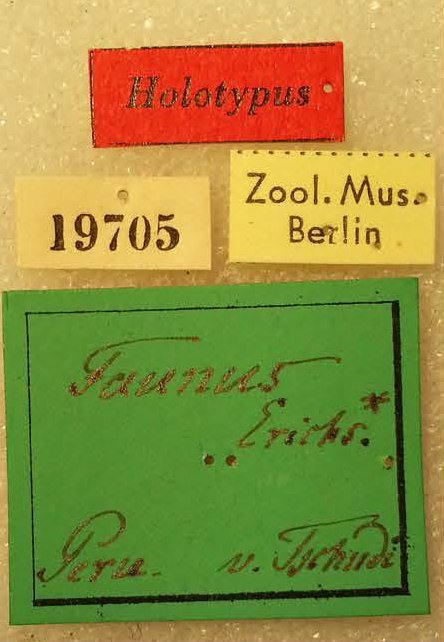 Holotypus
19705
Zool. Mus.
Berlin
Faunus
Erichs.*
Peru. v. Tschudi